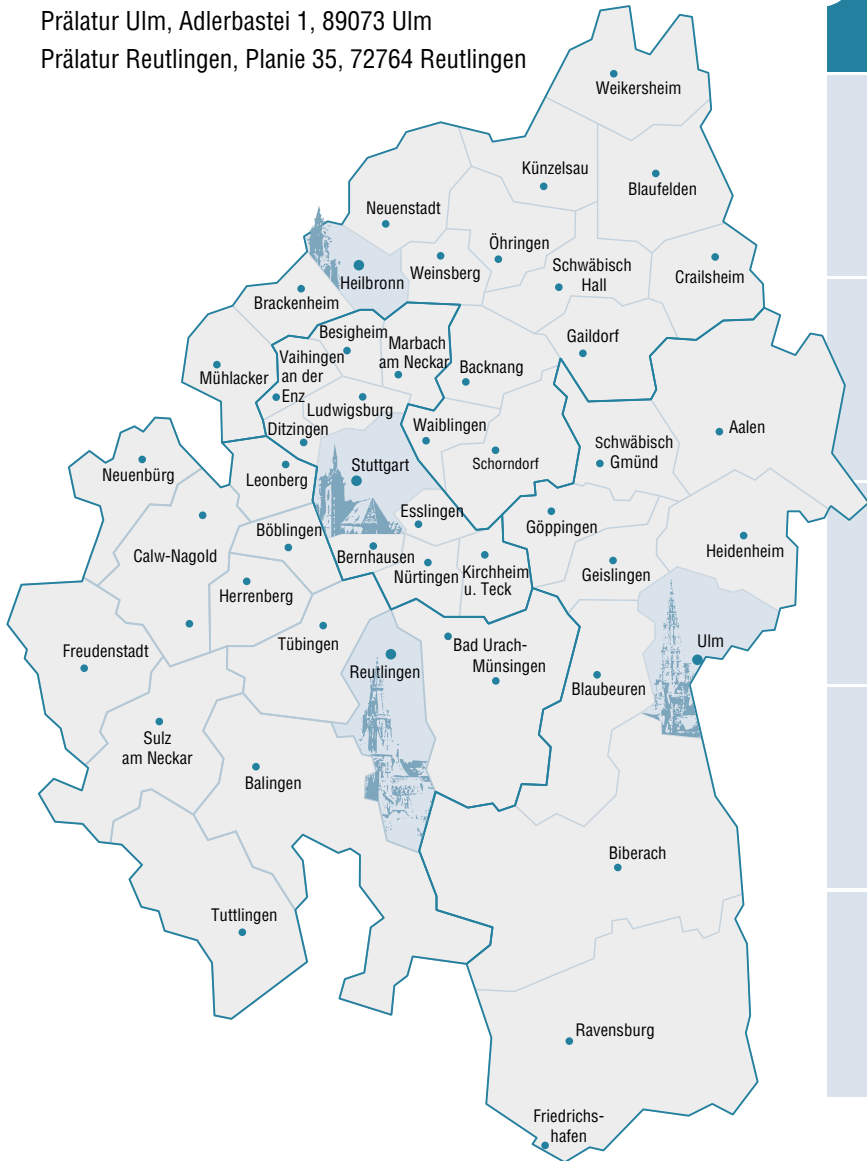 Prälatur Ulm, Adlerbastei 1, 89073 Ulm
Prälatur Reutlingen, Planie 35, 72764 Reutlingen
Weikersheim
Künzelsau
Blaufelden
Neuenstadt
Öhringen
Heilbronn
Weinsberg
Schwäbisch
Hall
Crailsheim
Brackenheim
Besigheim
Marbach
am Neckar
Gaildorf
Mühlacker
Vaihingen
an der
Enz
Backnang
Ludwigsburg
Ditzingen
Waiblingen
Aalen
Schwäbisch
Gmünd
Neuenbürg
Leonberg
Stuttgart
Schorndorf
Esslingen
Göppingen
Böblingen
Calw-Nagold
Bernhausen
Nürtingen
Kirchheim
u. Teck
Geislingen
Heidenheim
Herrenberg
Tübingen
Freudenstadt
Reutlingen
Bad Urach-
Münsingen
Ulm
Blaubeuren
Sulz
am Neckar
Balingen
Biberach
Tuttlingen
Ravensburg
Friedrichs-
hafen